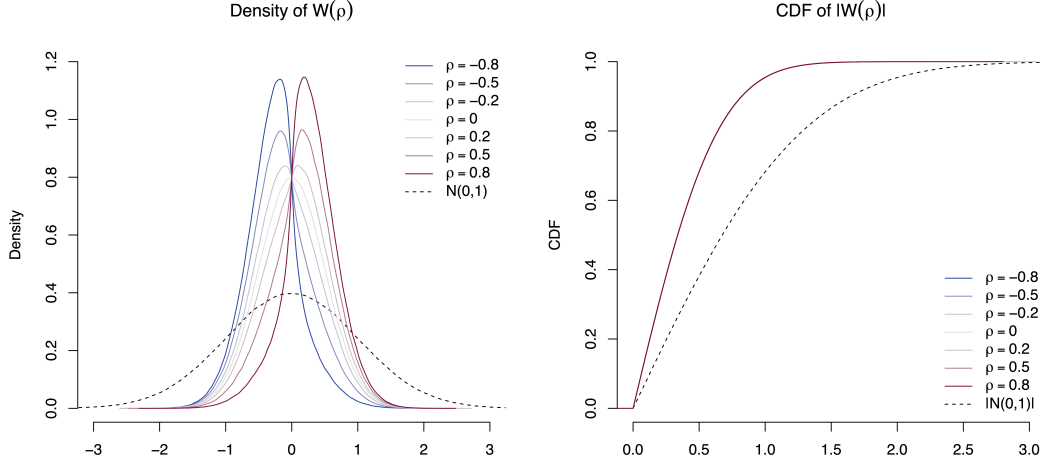 Density of W(ρ)
Density
0.0
0.2
0.4
0.6
0.8
1.0
1.2
−3
−2
−1
0
1
2
3
ρ = −0.8
ρ = −0.5
ρ = −0.2
ρ = 0
ρ = 0.2
ρ = 0.5
ρ = 0.8
N(0,1)
CDF of |W(ρ)|
CDF
0.0
0.2
0.4
0.6
0.8
1.0
0.0
0.5
1.0
1.5
2.0
2.5
3.0
ρ = −0.8
ρ = −0.5
ρ = −0.2
ρ = 0
ρ = 0.2
ρ = 0.5
ρ = 0.8
|N(0,1)|